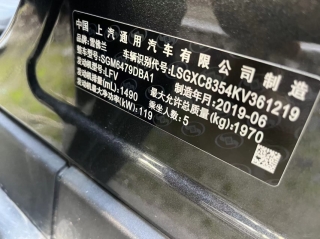 中国 上汽通用汽车有限公司 制造
品牌:雪佛兰 车辆识别代号:LSGXC8354KV361219
整车型号:SGM6479DBA1 制造年月:2019-06
发动机型号:LFV 最大允许总质量(kg):1970
发动机排量(mL):1490 乘坐人数:5
发动机最大净功率(kW):119